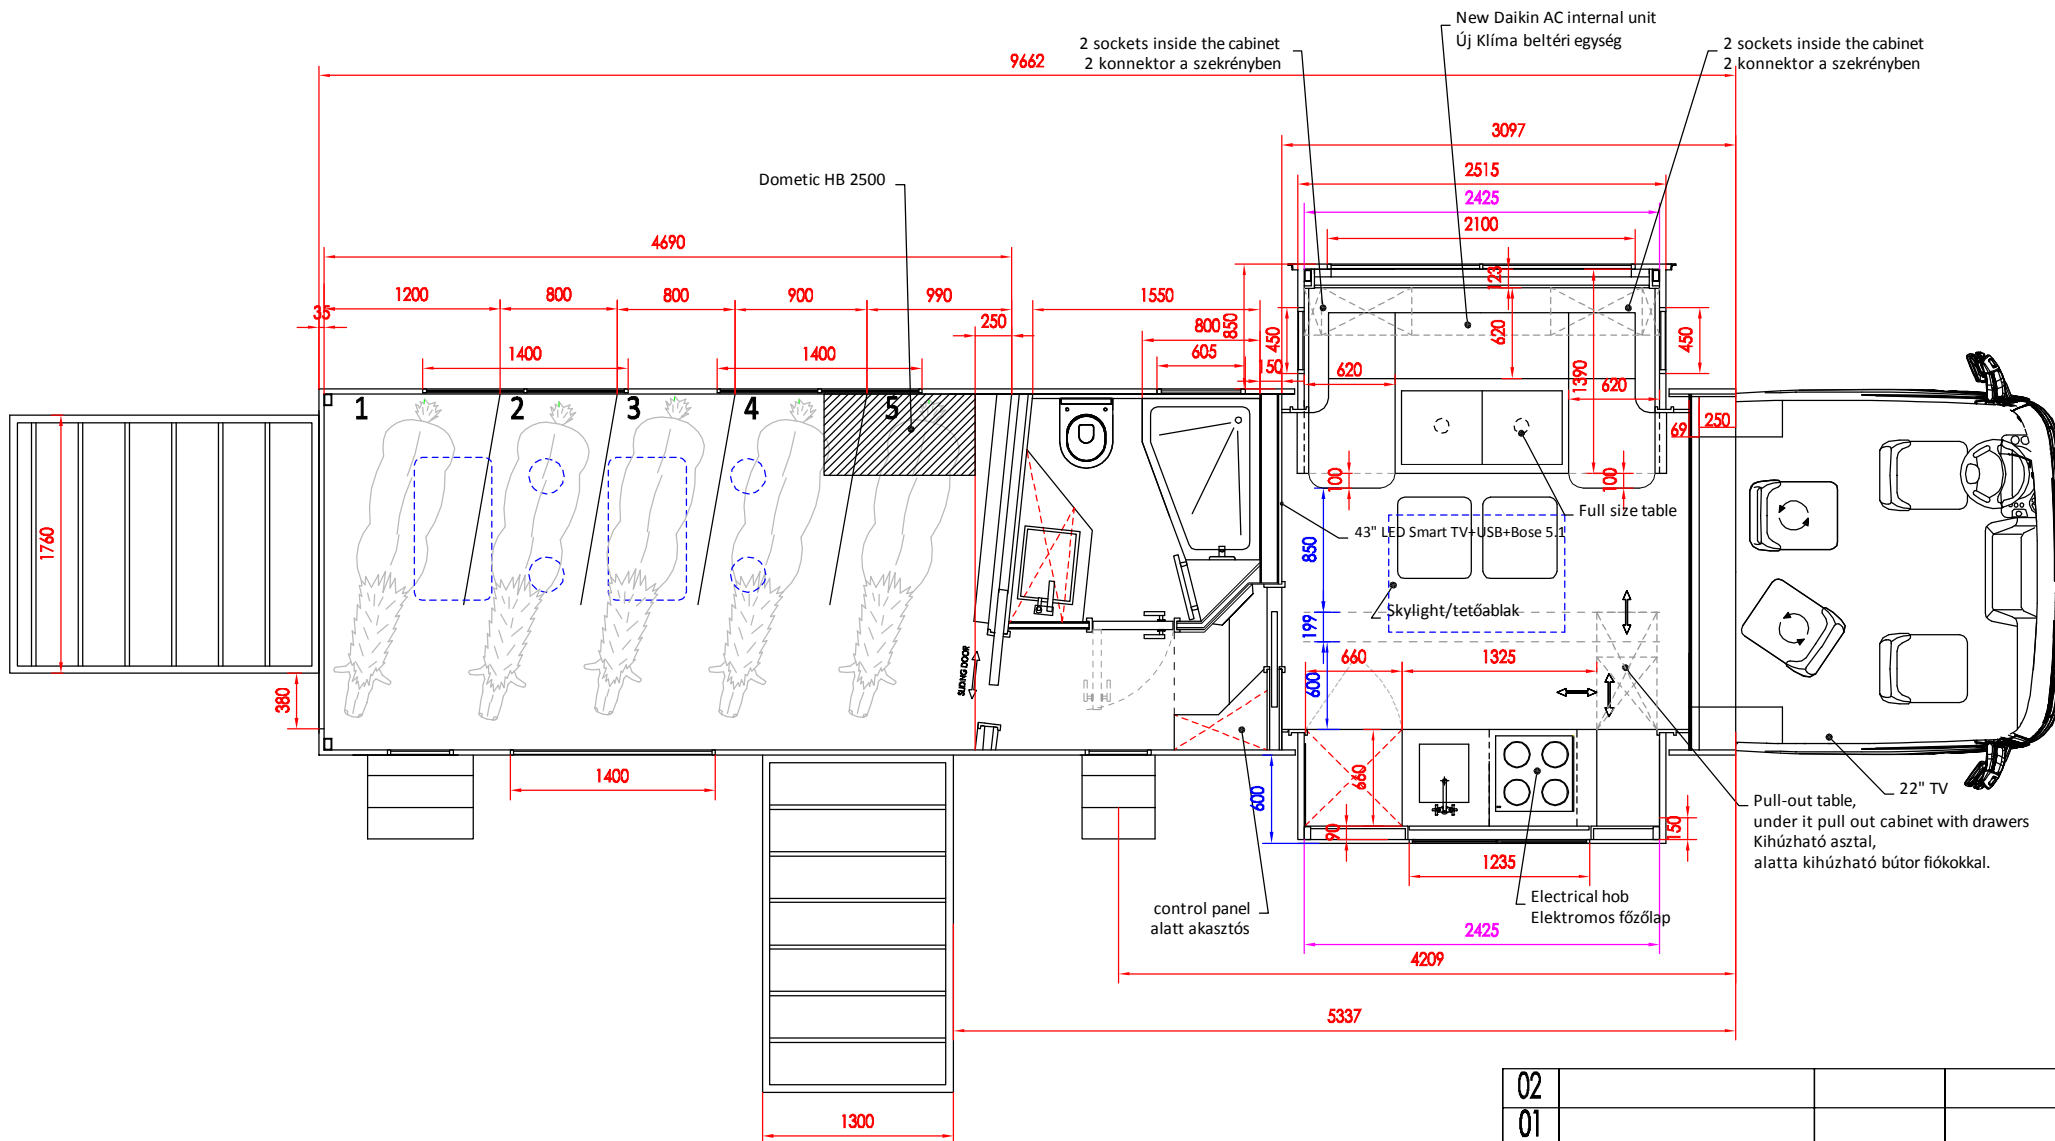 New Daikin AC internal unit
Új Klíma beltéri egység
2 sockets inside the cabinet
2 konnektor a szekrényben
2 sockets inside the cabinet
2 konnektor a szekrényben
9662
3097
2515
2425
2100
Dometic HB 2500
4690
1200
800
800
900
990
1550
35
250
800
850
605
150
1400
1400
123
450
620
620
1390
620
450
69
250
1
2
3
4
5
100
100
1760
Full size table
43" LED Smart TV+USB+Bose 5.1
850
Skylight/tetőablak
199
660
1325
600
SLIDING DOOR
380
1400
600
660
90
150
1235
22" TV
Pull-out table,
under it pull out cabinet with drawers
Kihúzható asztal,
alatta kihúzható bútor fiókokkal.
Electrical hob
Elektromos főzőlap
control panel
alatt akasztós
2425
4209
5337
1300
02
01